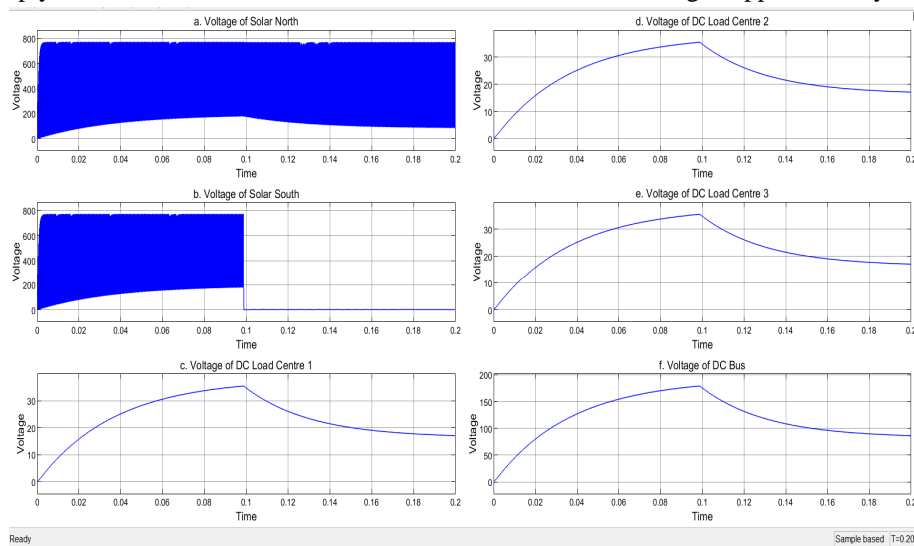 a. Voltage of Solar North
800
600
400
200
0
Voltage
0 0.02 0.04 0.06 0.08 0.1 0.12 0.14 0.16 0.18 0.2
Time
b. Voltage of Solar South
800
600
400
200
0
Voltage
0 0.02 0.04 0.06 0.08 0.1 0.12 0.14 0.16 0.18 0.2
Time
c. Voltage of DC Load Centre 1
30
20
10
0
Voltage
0 0.02 0.04 0.06 0.08 0.1 0.12 0.14 0.16 0.18 0.2
Time
d. Voltage of DC Load Centre 2
30
20
10
0
Voltage
0 0.02 0.04 0.06 0.08 0.1 0.12 0.14 0.16 0.18 0.2
Time
e. Voltage of DC Load Centre 3
30
20
10
0
Voltage
0 0.02 0.04 0.06 0.08 0.1 0.12 0.14 0.16 0.18 0.2
Time
f. Voltage of DC Bus
200
150
100
50
0
Voltage
0 0.02 0.04 0.06 0.08 0.1 0.12 0.14 0.16 0.18 0.2
Time
Ready
Sample based T=0.20